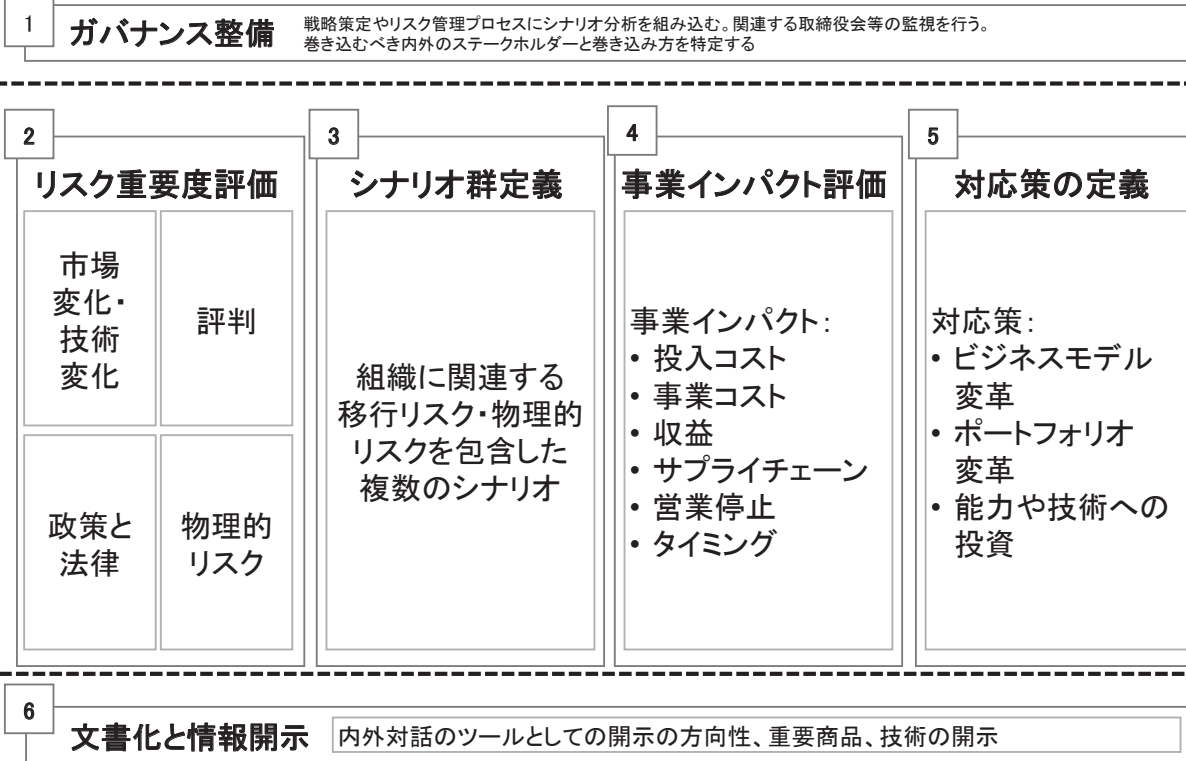 1
ガバナンス整備
戦略策定やリスク管理プロセスにシナリオ分析を組み込む。関連する取締役会等の監視を行う。
巻き込むべき内外のステークホルダーと巻き込み方を特定する
2
リスク重要度評価
市場
変化・
技術
変化
評判
政策と
法律
物理的
リスク
3
シナリオ群定義
組織に関連する
移行リスク・物理的
リスクを包含した
複数のシナリオ
4
事業インパクト評価
事業インパクト：
• 投入コスト
• 事業コスト
• 収益
• サプライチェーン
• 営業停止
• タイミング
5
対応策の定義
対応策：
• ビジネスモデル
変革
• ポートフォリオ
変革
• 能力や技術への
投資
6
文書化と情報開示
内外対話のツールとしての開示の方向性、重要商品、技術の開示